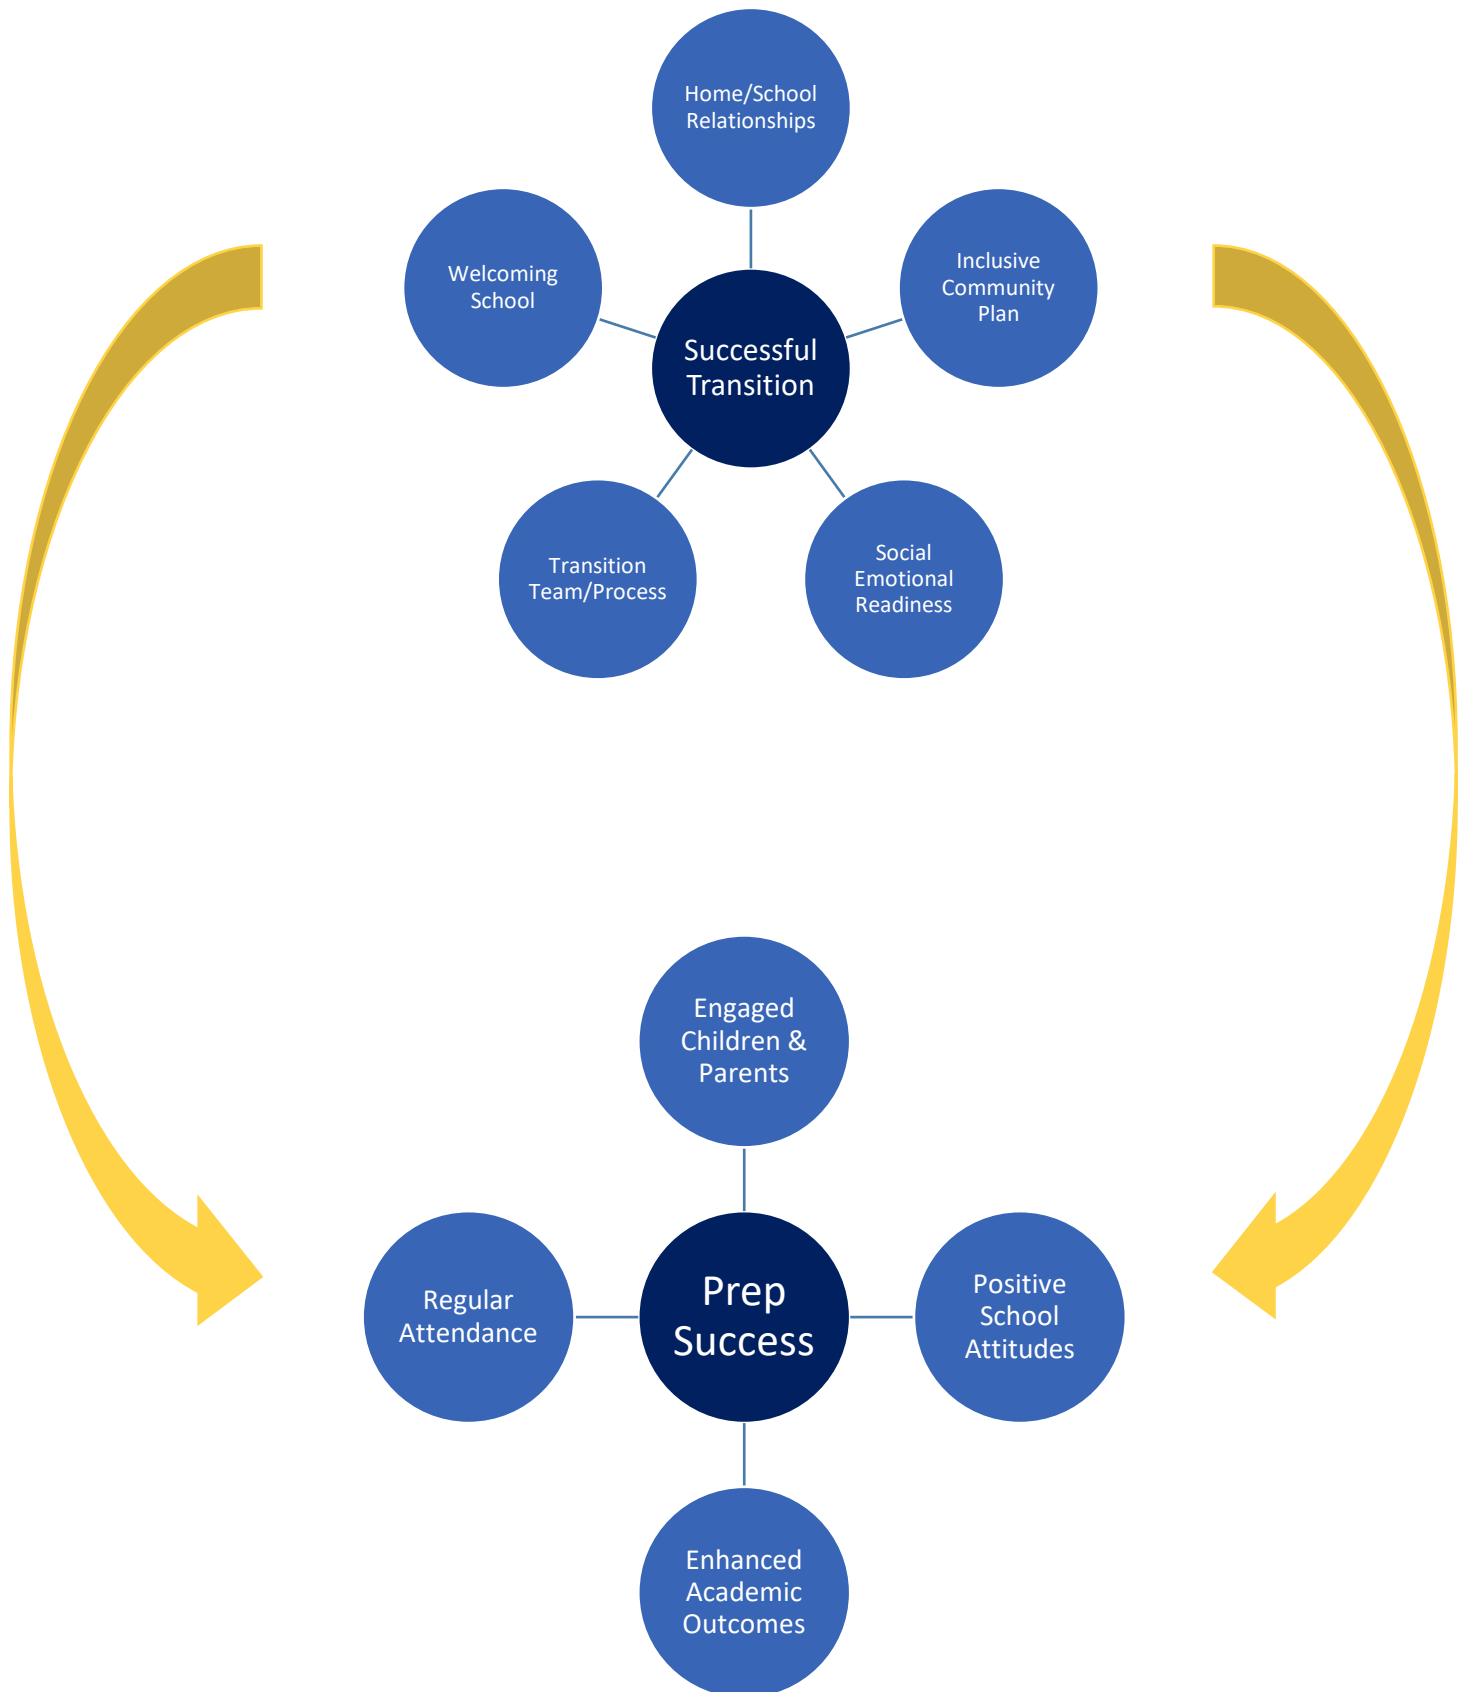 Home/School
Relationships
Welcoming
School
Inclusive
Community
Plan
Successful
Transition
Transition
Team/Process
Social
Emotional
Readiness
Engaged
Children &
Parents
Regular
Attendance
Prep
Success
Positive
School
Attitudes
Enhanced
Academic
Outcomes